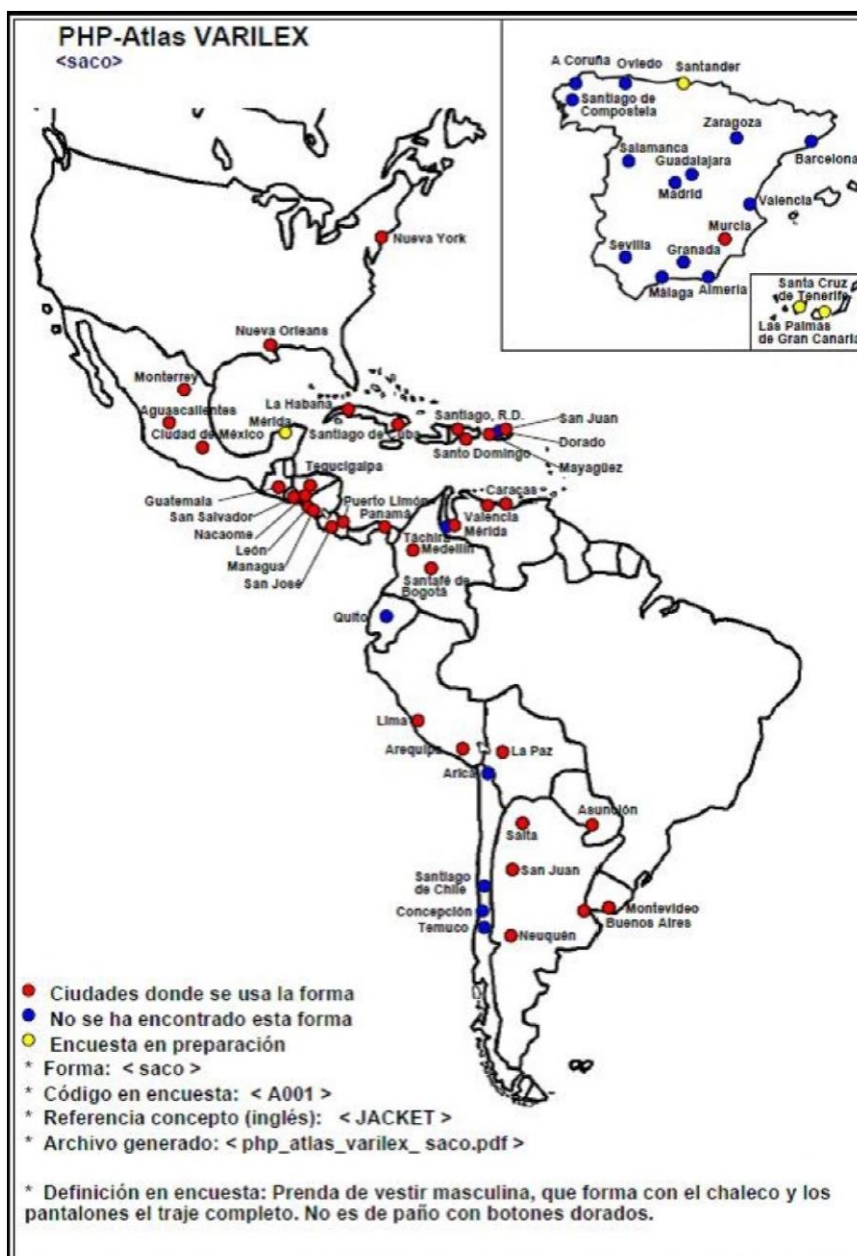 PHP-Atlas VARILEX
<saco>
A Coruña
Oviedo
Santander
Santiago de
Compostela
Zaragoza
Salamanca
Guadalajara
Barcelona
Madrid
Valencia
Murcia
Sevilla
Granada
Málaga
Almeria
Santa Cruz
de Tenerife
Las Palmas
de Gran Canaria
Nueva York
Nueva Orleans
Monterrey
Aguascalientes
Ciudad de México
Mérida
La Habana
Santiago de Cuba
Santiago, R.D.
Santo Domingo
San Juan
Dorado
Mayagüez
Tegucigalpa
Guatemala
San Salvador
Nacaome
León
Managua
San José
Puerto Limón
Panamá
Caracas
Valencia
Mérida
Táchira
Medellín
Santafé de
Bogotá
Quito
Lima
Arequipa
La Paz
Arica
Asunción
Salta
San Juan
Santiago
de Chile
Concepción
Temuco
Montevideo
Buenos Aires
Neuquén
Ciudades donde se usa la forma
No se ha encontrado esta forma
Encuesta en preparación
* Forma: < saco >
* Código en encuesta: < A001 >
* Referencia concepto (inglés): < JACKET >
* Archivo generado: < php_atlas_varilex_ saco.pdf >
* Definición en encuesta: Prenda de vestir masculina, que forma con el chaleco y los
pantalones el traje completo. No es de paño con botones dorados.